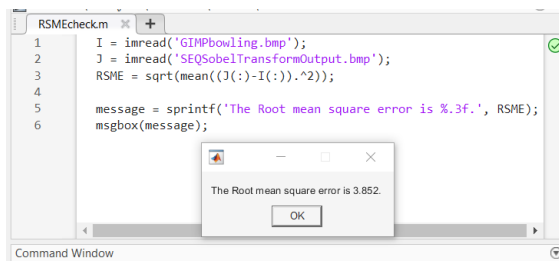 RSMEcheck.m
1 I = imread('GIMPbowling.bmp');
2 J = imread('SEQSobelTransformOutput.bmp');
3 RSME = sqrt(mean((J(:)-I(:)).^2));
4
5 message = sprintf('The Root mean square error is %.3f.', RSME);
6 msgbox(message);
The Root mean square error is 3.852.
OK
Command Window